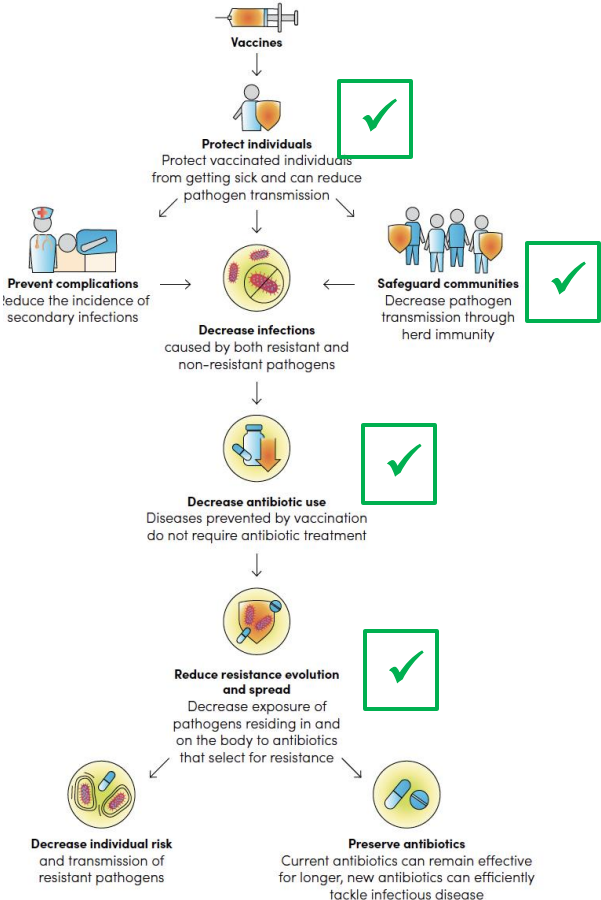 Vaccines
Protect individuals
Protect vaccinated individuals
from getting sick and can reduce
pathogen transmission
Prevent complications
Reduce the incidence of
secondary infections
Safeguard communities
Decrease pathogen
transmission through
herd immunity
Decrease infections
caused by both resistant and
non-resistant pathogens
Decrease antibiotic use
Diseases prevented by vaccination
do not require antibiotic treatment
Reduce resistance evolution
and spread
Decrease exposure of
pathogens residing in and
on the body to antibiotics
that select for resistance
Decrease individual risk
and transmission of
resistant pathogens
Preserve antibiotics
Current antibiotics can remain effective
for longer, new antibiotics can efficiently
tackle infectious disease